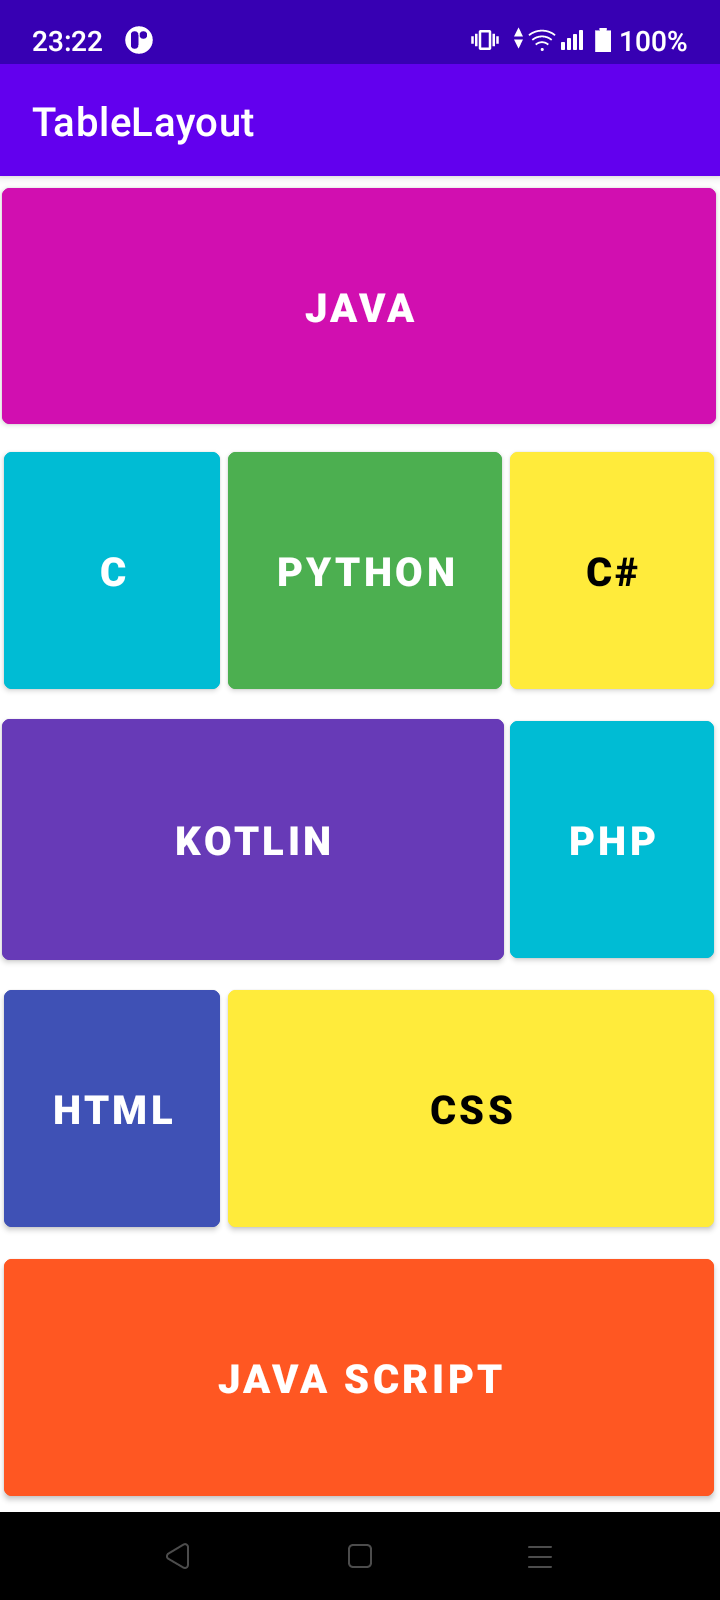 23:22 100%
TableLayout
JAVA
C PYTHON C#
KOTLIN PHP
HTML CSS
JAVA SCRIPT